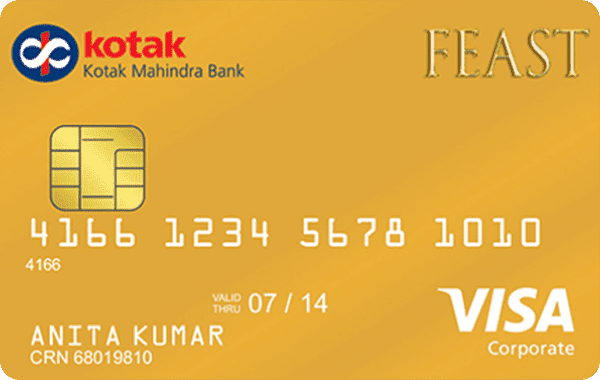 kotak
Kotak Mahindra Bank
FEAST
4166 1234 5678 1010
4166
VALID
THRU 07 / 14
ANITA KUMAR
CRN 68019810
VISA
Corporate